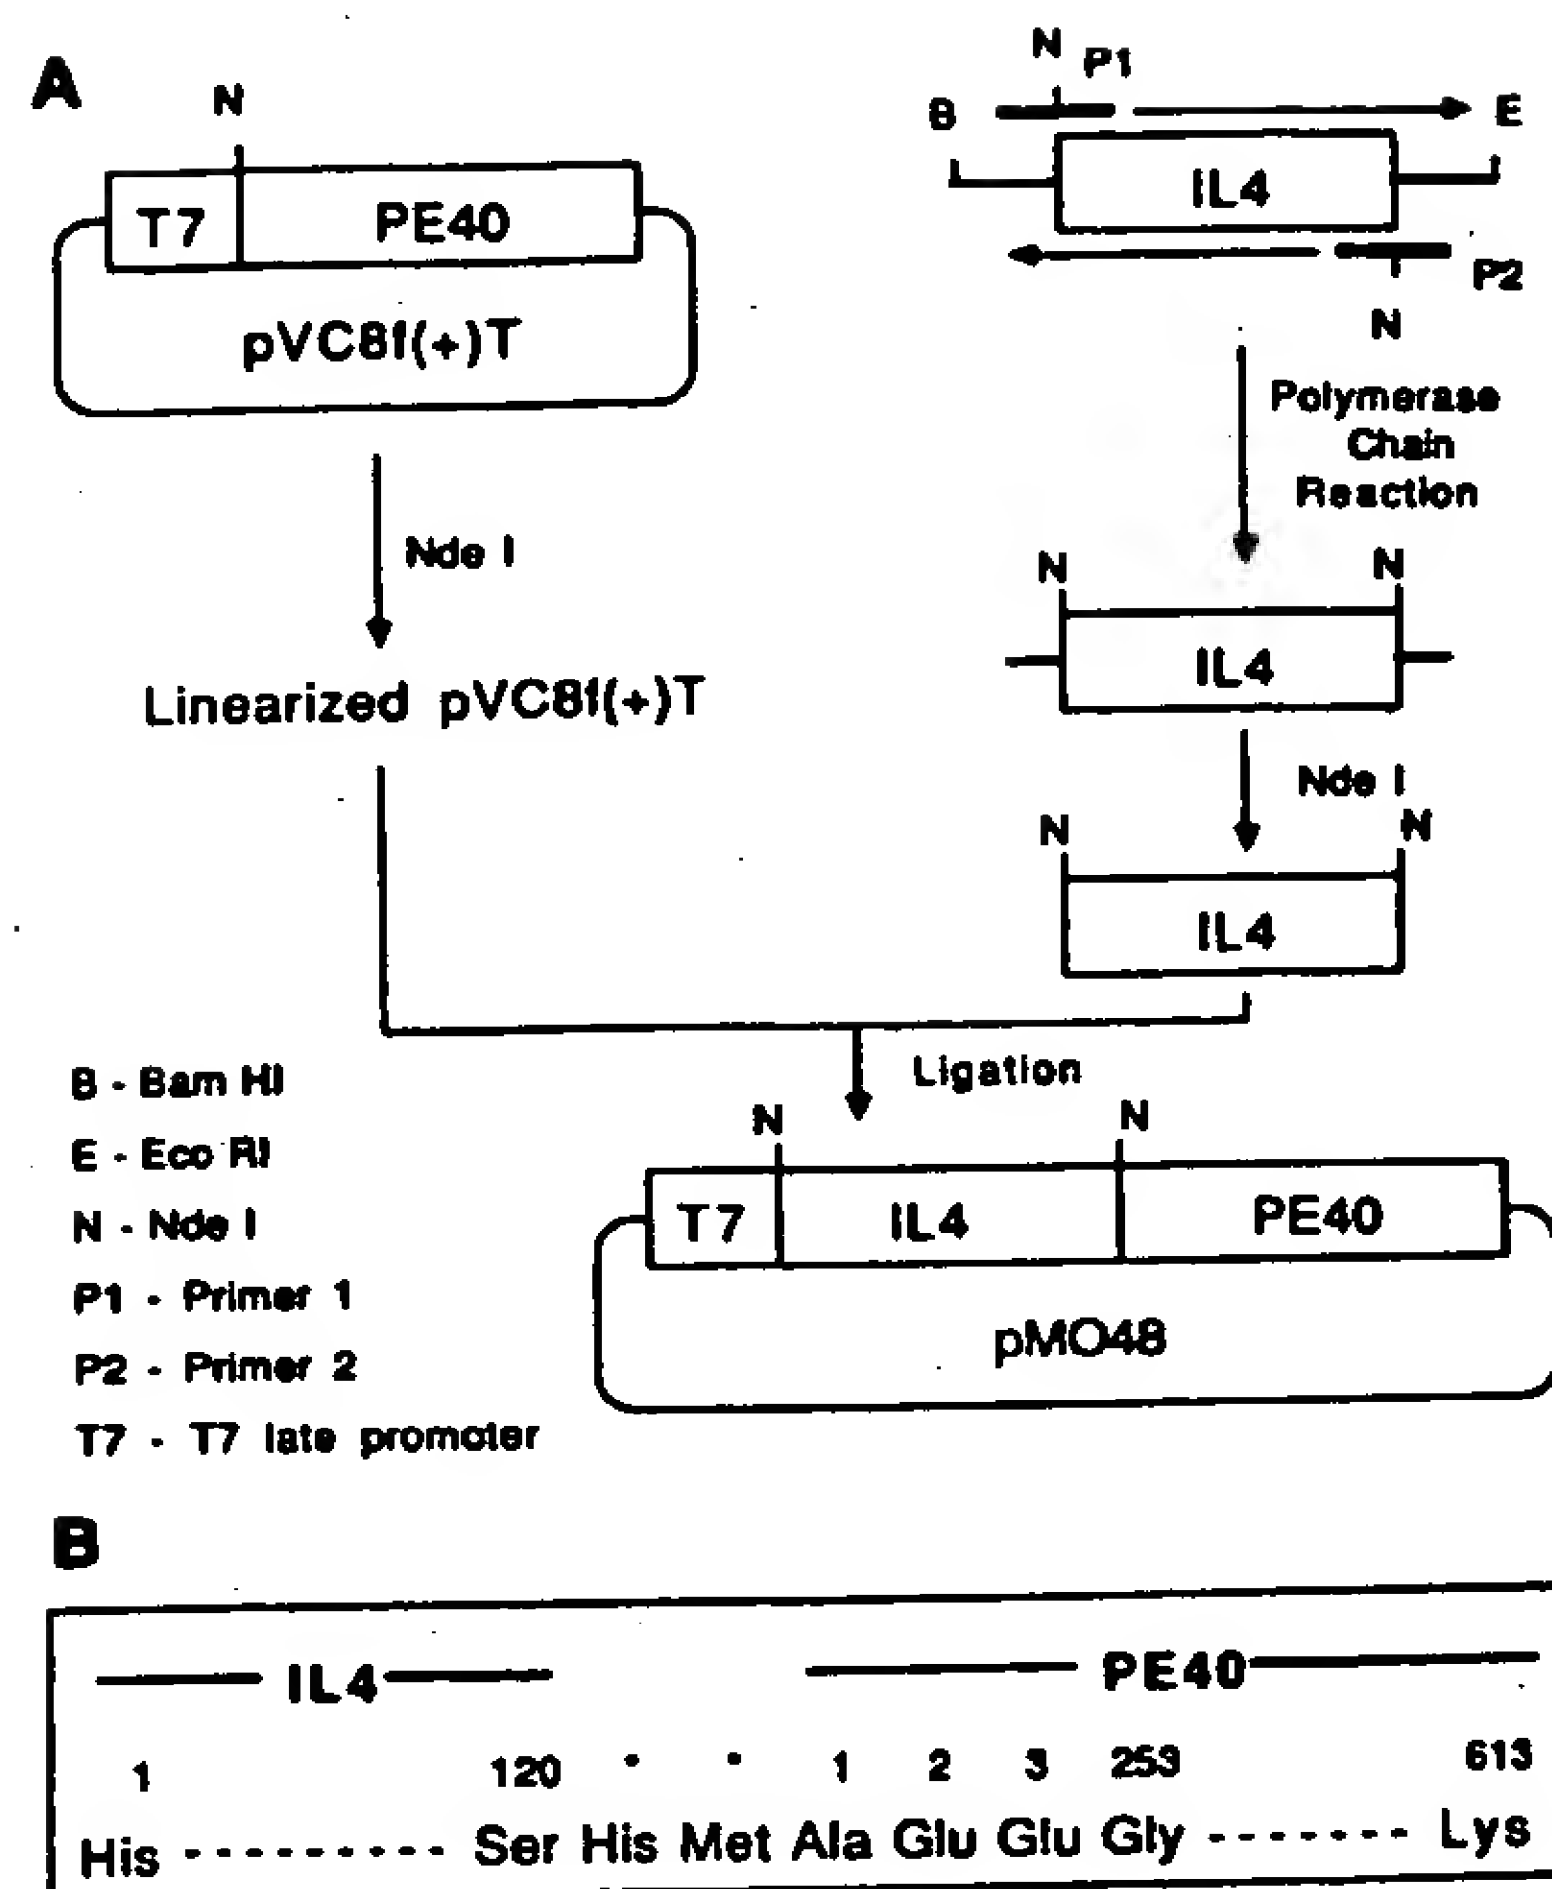 A
N
T7 PE40
pVC8f(+)T
Nde I
Linearized pVC8f(+)T
N P1
B E
IL4
P2
N
Polymerase
Chain
Reaction
N N
IL4
Nde I
N N
IL4
Ligation
B - Bam HI
E - Eco RI
N - Nde I
P1 - Primer 1
P2 - Primer 2
T7 - T7 late promoter
N N
T7 IL4 PE40
pMO48
B
IL4 PE40
1 120 • • 1 2 3 253 613
His ---------- Ser His Met Ala Glu Glu Gly ------- Lys